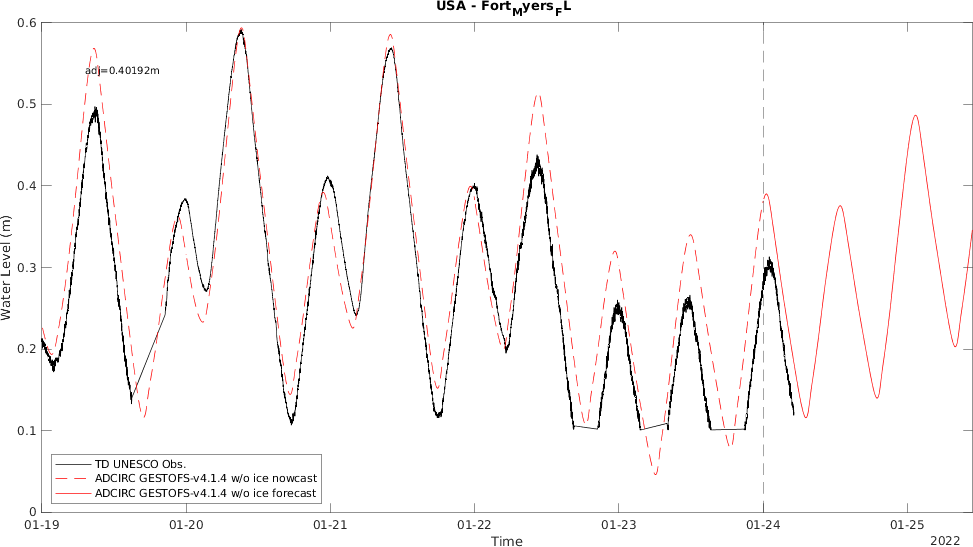 USA - Fort_Myers_FL
adj=0.40192m
0.6
0.5
0.4
0.3
0.2
0.1
0
Water Level (m)
TD UNESCO Obs.
ADCIRC GESTOFS-v4.1.4 w/o ice nowcast
ADCIRC GESTOFS-v4.1.4 w/o ice forecast
01-19 01-20 01-21 01-22 01-23 01-24 01-25
Time
2022